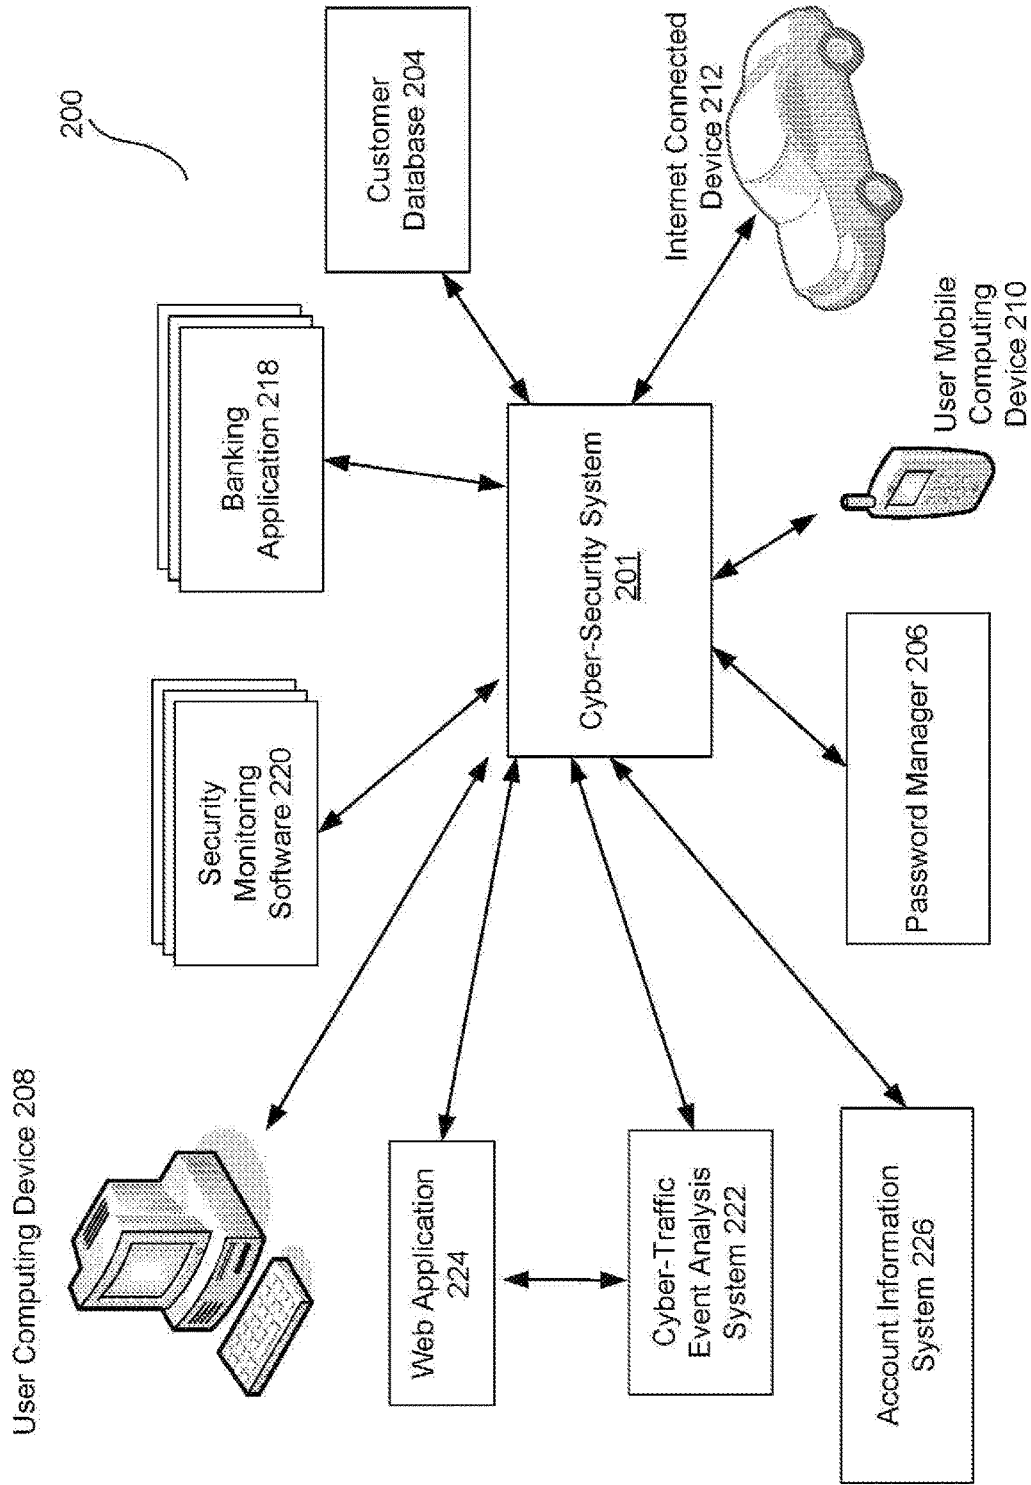 200
User Computing Device 208
Security
Monitoring
Software 220
Banking
Application 218
Customer
Database 204
Web Application
224
Cyber-Security System
201
Internet Connected
Device 212
Cyber-Traffic
Event Analysis
System 222
Account Information
System 226
Password Manager 206
User Mobile
Computing
Device 210